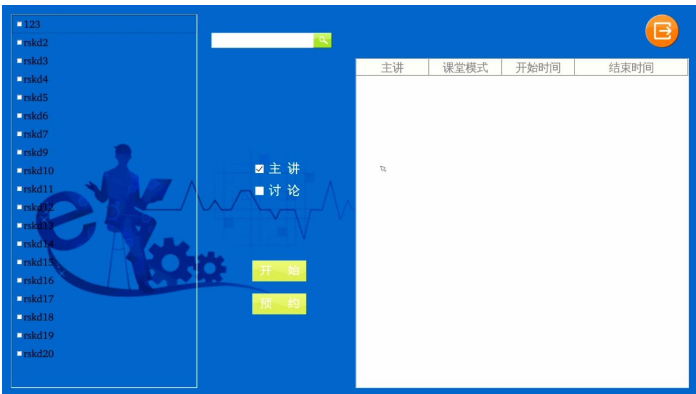 123
rskd2
rskd3
rskd4
rskd5
rskd6
rskd7
rskd9
rskd10
rskd11
rskd12
rskd13
rskd14
rskd15
rskd16
rskd17
rskd18
rskd19
rskd20
主 讲
讨 论
开 始
预 约
主讲 课堂模式 开始时间 结束时间